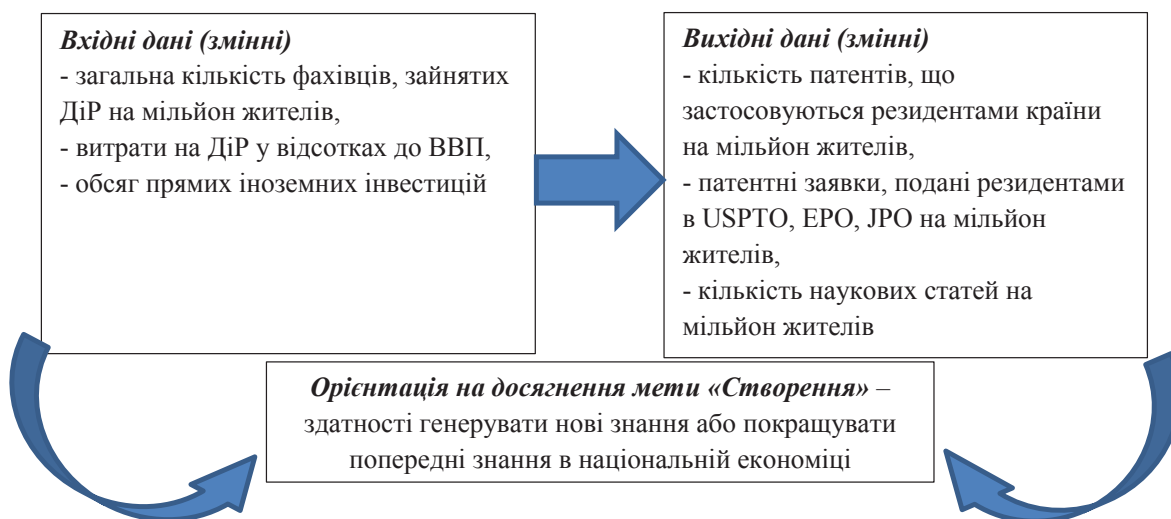 Вхідні дані (змінні)
- загальна кількість фахівців, зайнятих
ДіР на мільйон жителів,
- витрати на ДіР у відсотках до ВВП,
- обсяг прямих іноземних інвестицій
Вихідні дані (змінні)
- кількість патентів, що
застосовуються резидентами країни
на мільйон жителів,
- патентні заявки, подані резидентами
в USPTO, EPO, JPO на мільйон
жителів,
- кількість наукових статей на
мільйон жителів
Орієнтація на досягнення мети «Створення» –
здатності генерувати нові знання або покращувати
попередні знання в національній економіці